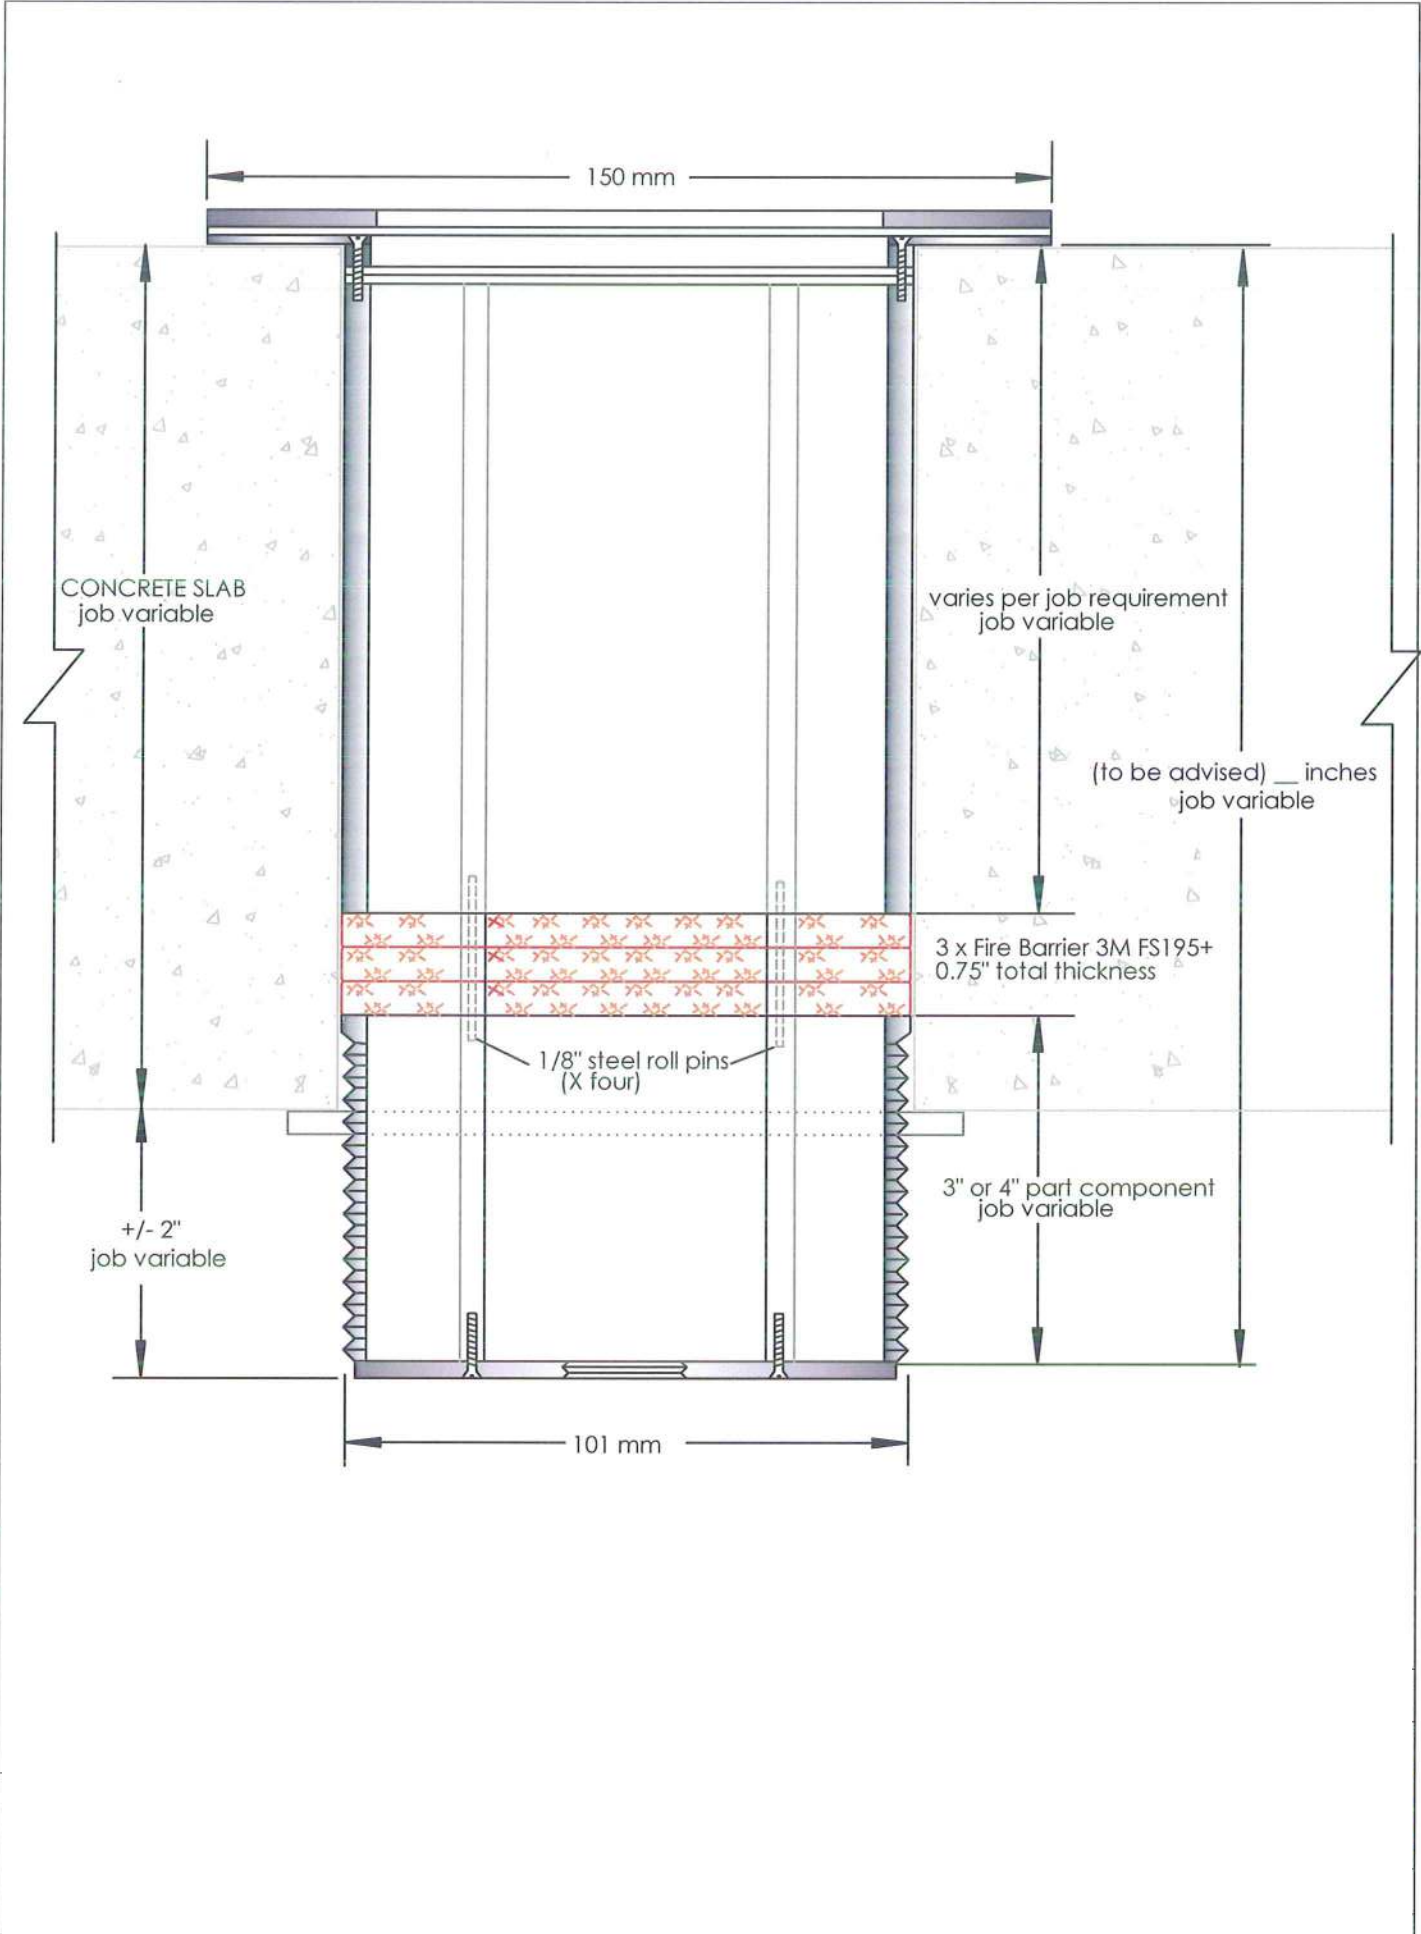 150 mm
CONCRETE SLAB
job variable
varies per job requirement
job variable
(to be advised) __ inches
job variable
3 x Fire Barrier 3M FS195+
0.75" total thickness
1/8" steel roll pins
(X four)
3" or 4" part component
job variable
+/- 2"
job variable
101 mm